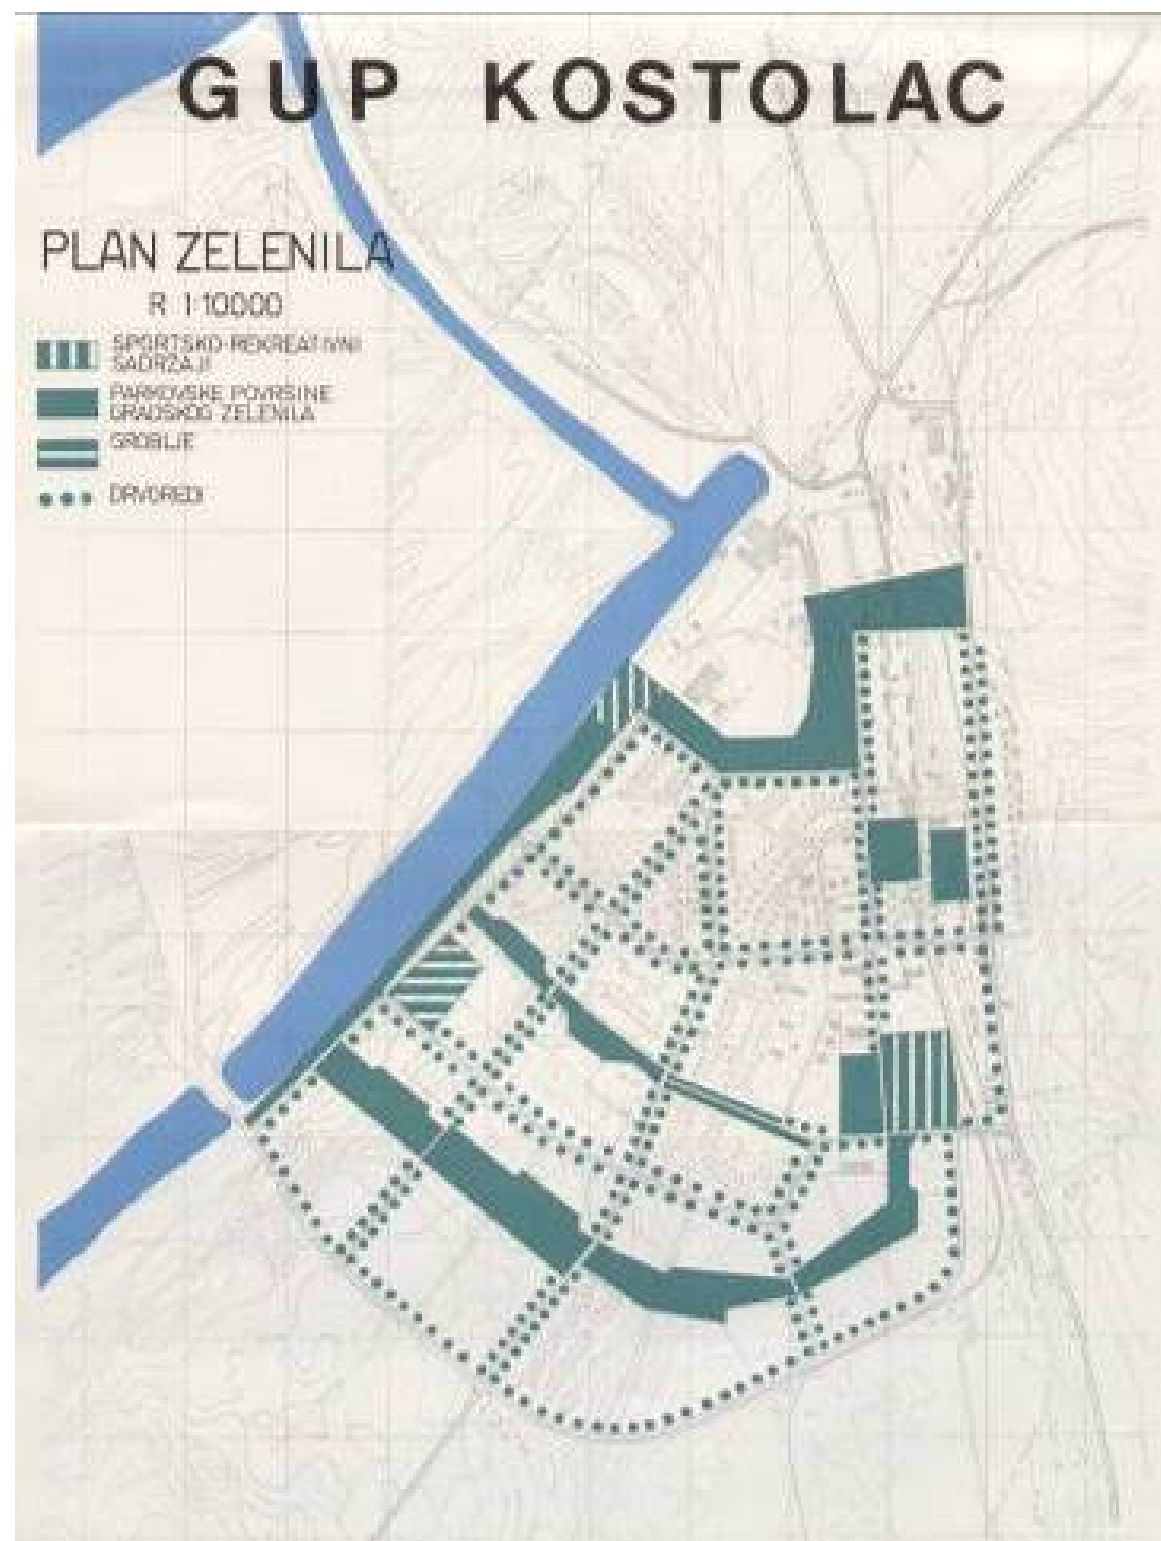 GUP KOSTOLAC
PLAN ZELENILA
R 1:10000
SPORTSKO-REKREATIVNI
SADRŽAJI
PARKOVSKE POVRŠINE
GRADSKOG ZELENILA
GROBLJE
DRVOREDI